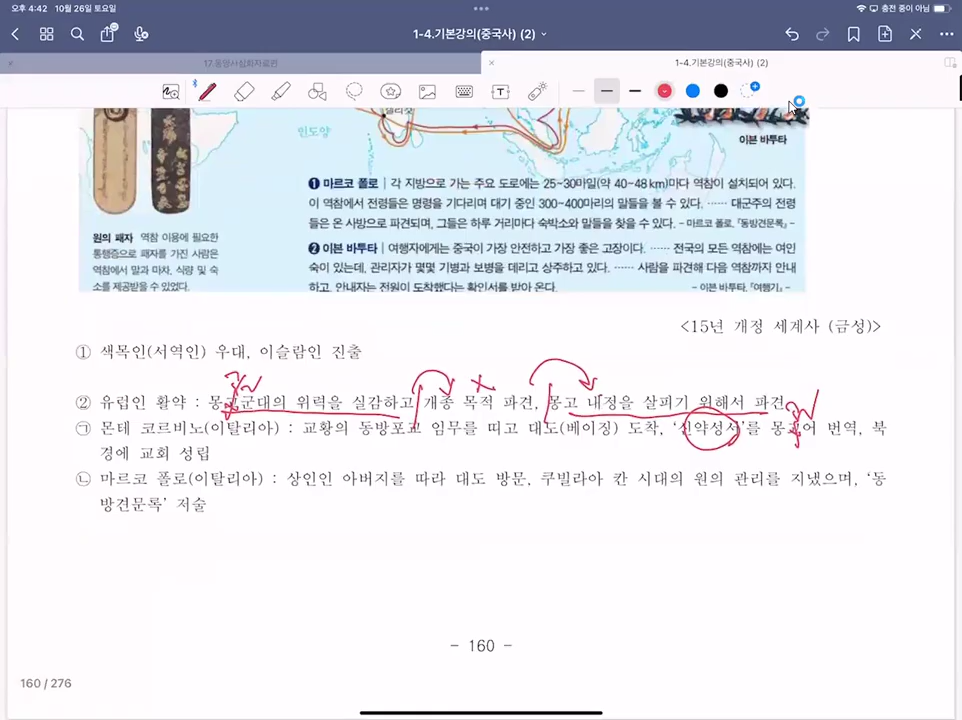 오후 4:42 10월 26일 토요일
충전 중이 아님
1-4.기본강의(중국사) (2)
17.동양사심화자료편
1-4.기본강의(중국사) (2)
인도양
이븐 바투타
❶ 마르코 폴로 | 각 지방으로 가는 주요 도로에는 25~30마일(약 40~48 km)마다 역참이 설치되어 있다.
이 역참에서 전령들은 명령을 기다리며 대기 중인 300~400마리의 말들을 볼 수 있다. …… 대군주의 전령
들은 온 사방으로 파견되며, 그들은 하루 거리마다 숙박소와 말들을 찾을 수 있다. - 마르코 폴로, 『동방견문록』 -
❷ 이븐 바투타 | 여행자에게는 중국이 가장 안전하고 가장 좋은 고장이다. …… 전국의 모든 역참에는 여인
숙이 있는데, 관리자가 몇몇 기병과 보병을 데리고 상주하고 있다. …… 사람을 파견해 다음 역참까지 안내
하고, 안내자는 전원이 도착했다는 확인서를 받아 온다. - 이븐 바투타, 『여행기』 -
원의 패자 역참 이용에 필요한
통행증으로 패자를 가진 사람은
역참에서 말과 마차, 식량 및 숙
소를 제공받을 수 있었다.
<15년 개정 세계사 (금성)>
① 색목인(서역인) 우대, 이슬람인 진출
② 유럽인 활약 : 몽고군대의 위력을 실감하고 개종 목적 파견, 몽고 내정을 살피기 위해서 파견
㉠ 몬테 코르비노(이탈리아) : 교황의 동방포교 임무를 띠고 대도(베이징) 도착, ‘신약성서’를 몽고어 번역, 북
경에 교회 성립
㉡ 마르코 폴로(이탈리아) : 상인인 아버지를 따라 대도 방문, 쿠빌라아 칸 시대의 원의 관리를 지냈으며, ‘동
방견문록’ 저술
- 160 -
160 / 276